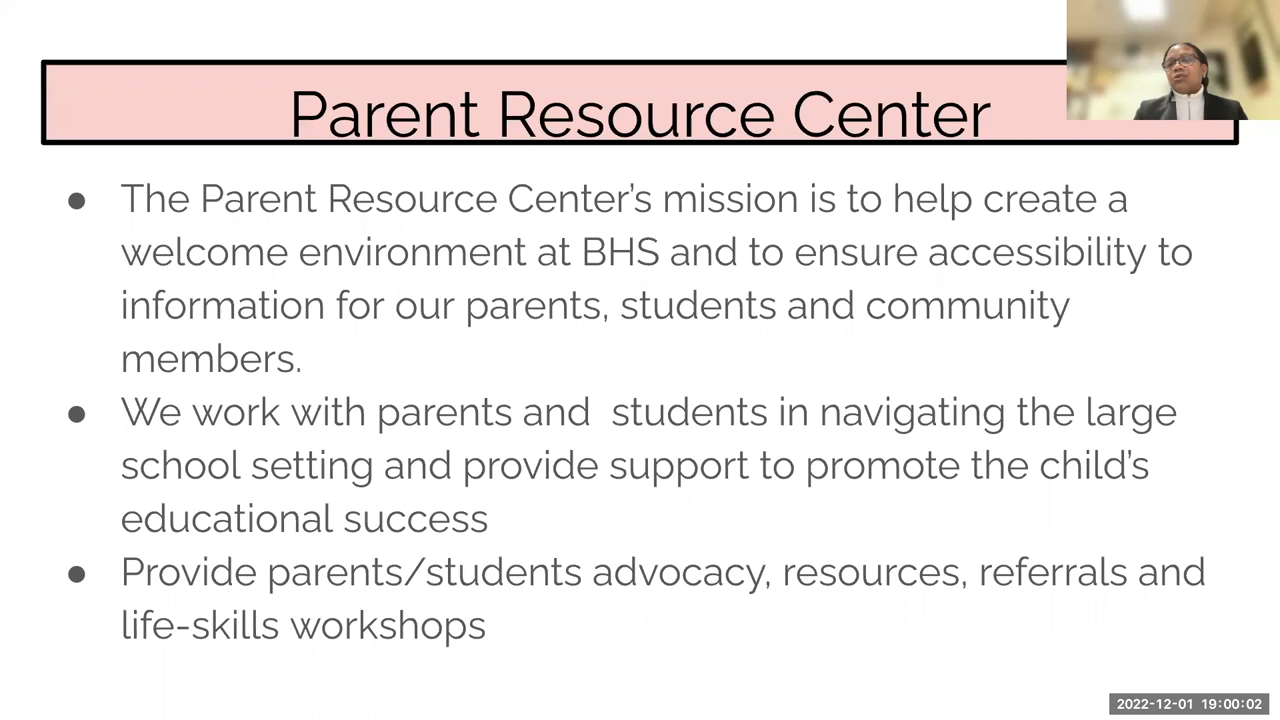 Parent Resource Center
● The Parent Resource Center’s mission is to help create a
welcome environment at BHS and to ensure accessibility to
information for our parents, students and community
members.
● We work with parents and  students in navigating the large
school setting and provide support to promote the child’s
educational success
● Provide parents/students advocacy, resources, referrals and
life-skills workshops
2022-12-01 19:00:02